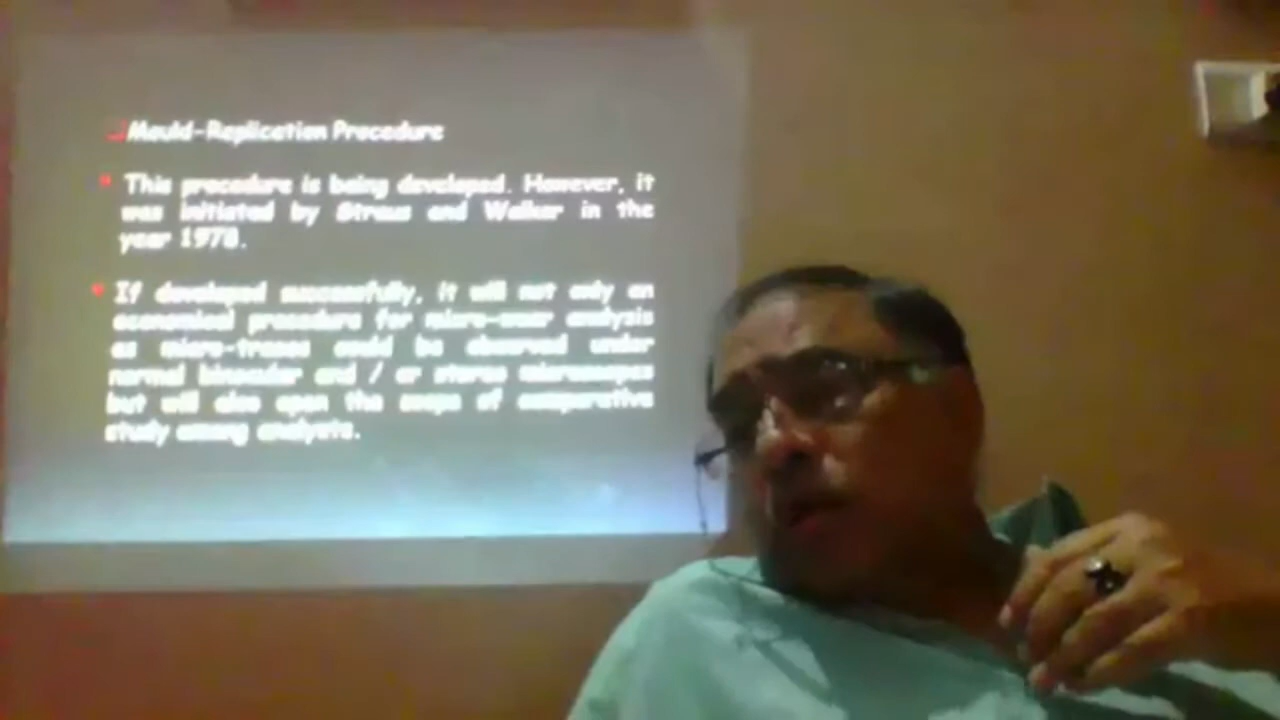 Mould-Replication Procedure
This procedure is being developed. However, it
was initiated by Straus and Walker in the
year 1978.
If developed successfully, it will not only an
economical procedure for micro-wear analysis
as micro-traces could be observed under
normal binocular and / or stereo microscopes
but will also open the scope of comparative
study among analysts.